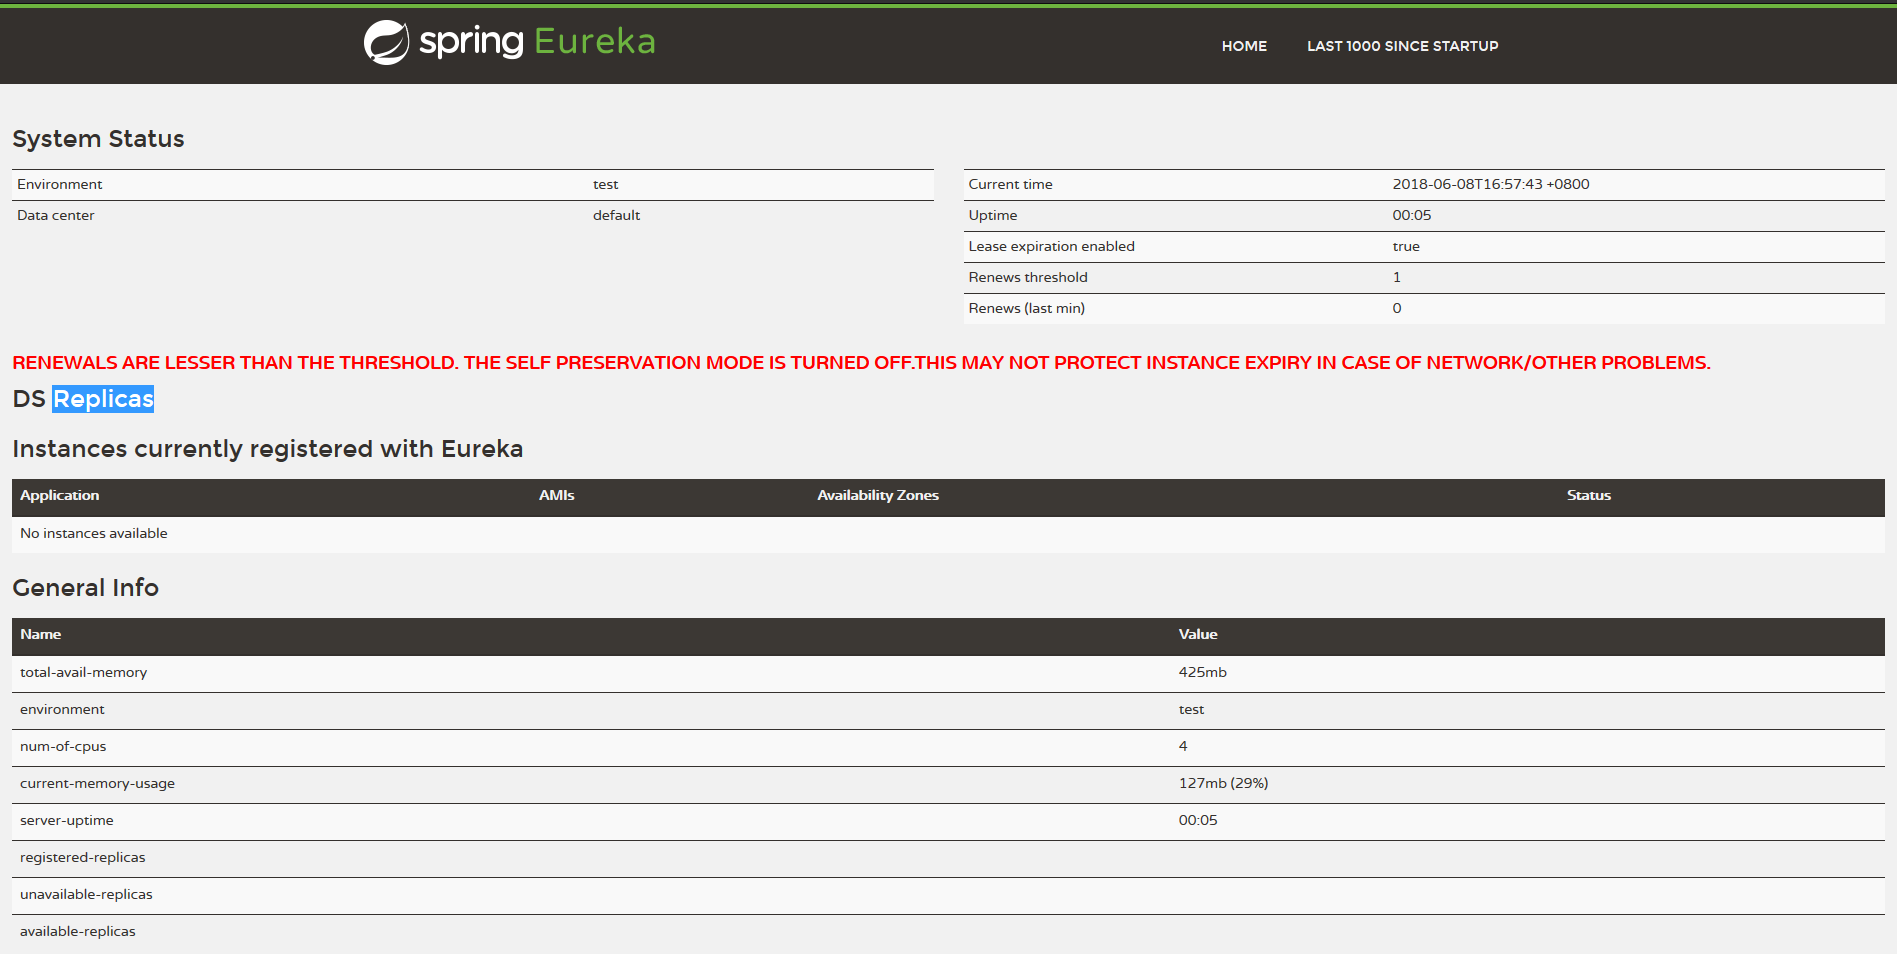 spring Eureka
HOME LAST 1000 SINCE STARTUP
System Status
Environment test
Data center default
Current time 2018-06-08T16:57:43 +0800
Uptime 00:05
Lease expiration enabled true
Renews threshold 1
Renews (last min) 0
RENEWALS ARE LESSER THAN THE THRESHOLD. THE SELF PRESERVATION MODE IS TURNED OFF.THIS MAY NOT PROTECT INSTANCE EXPIRY IN CASE OF NETWORK/OTHER PROBLEMS.
DS Replicas
Instances currently registered with Eureka
Application AMIs Availability Zones Status
No instances available
General Info
Name Value
total-avail-memory 425mb
environment test
num-of-cpus 4
current-memory-usage 127mb (29%)
server-uptime 00:05
registered-replicas
unavailable-replicas
available-replicas